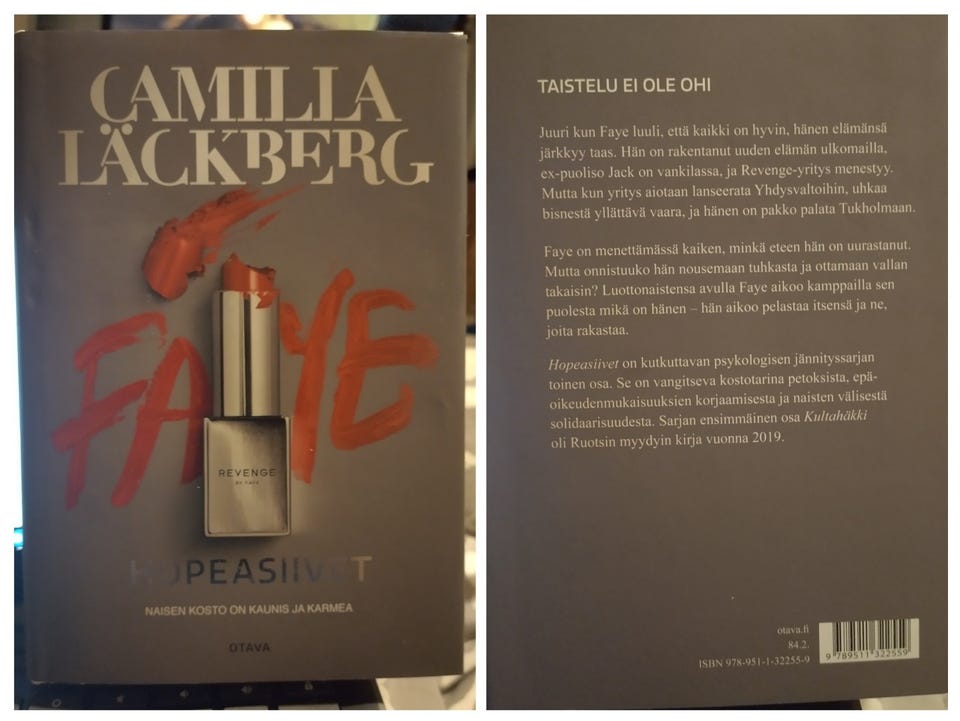 CAMILLA
LÄCKBERG
FAYE
REVENGE
BY FAYE
HOPEASIIVET
NAISEN KOSTO ON KAUNIS JA KARMEA
OTAVA
TAISTELU EI OLE OHI
Juuri kun Faye luuli, että kaikki on hyvin, hänen elämänsä
järkkyy taas. Hän on rakentanut uuden elämän ulkomailla,
ex-puoliso Jack on vankilassa, ja Revenge-yritys menestyy.
Mutta kun yritys aiotaan lanseerata Yhdysvaltoihin, uhkaa
bisnestä yllättävä vaara, ja hänen on pakko palata Tukholmaan.
Faye on menettämässä kaiken, minkä eteen hän on uurastanut.
Mutta onnistuuko hän nousemaan tuhkasta ja ottamaan vallan
takaisin? Luottonaistensa avulla Faye aikoo kamppailla sen
puolesta mikä on hänen – hän aikoo pelastaa itsensä ja ne,
joita rakastaa.
Hopeasiivet on kutkuttavan psykologisen jännityssarjan
toinen osa. Se on vangitseva kostotarina petoksista, epä-
oikeudenmukaisuuksien korjaamisesta ja naisten välisestä
solidaarisuudesta. Sarjan ensimmäinen osa Kultahäkki
oli Ruotsin myydyin kirja vuonna 2019.
otava.fi
84.2.
ISBN 978-951-1-32255-9
9 789511 322559